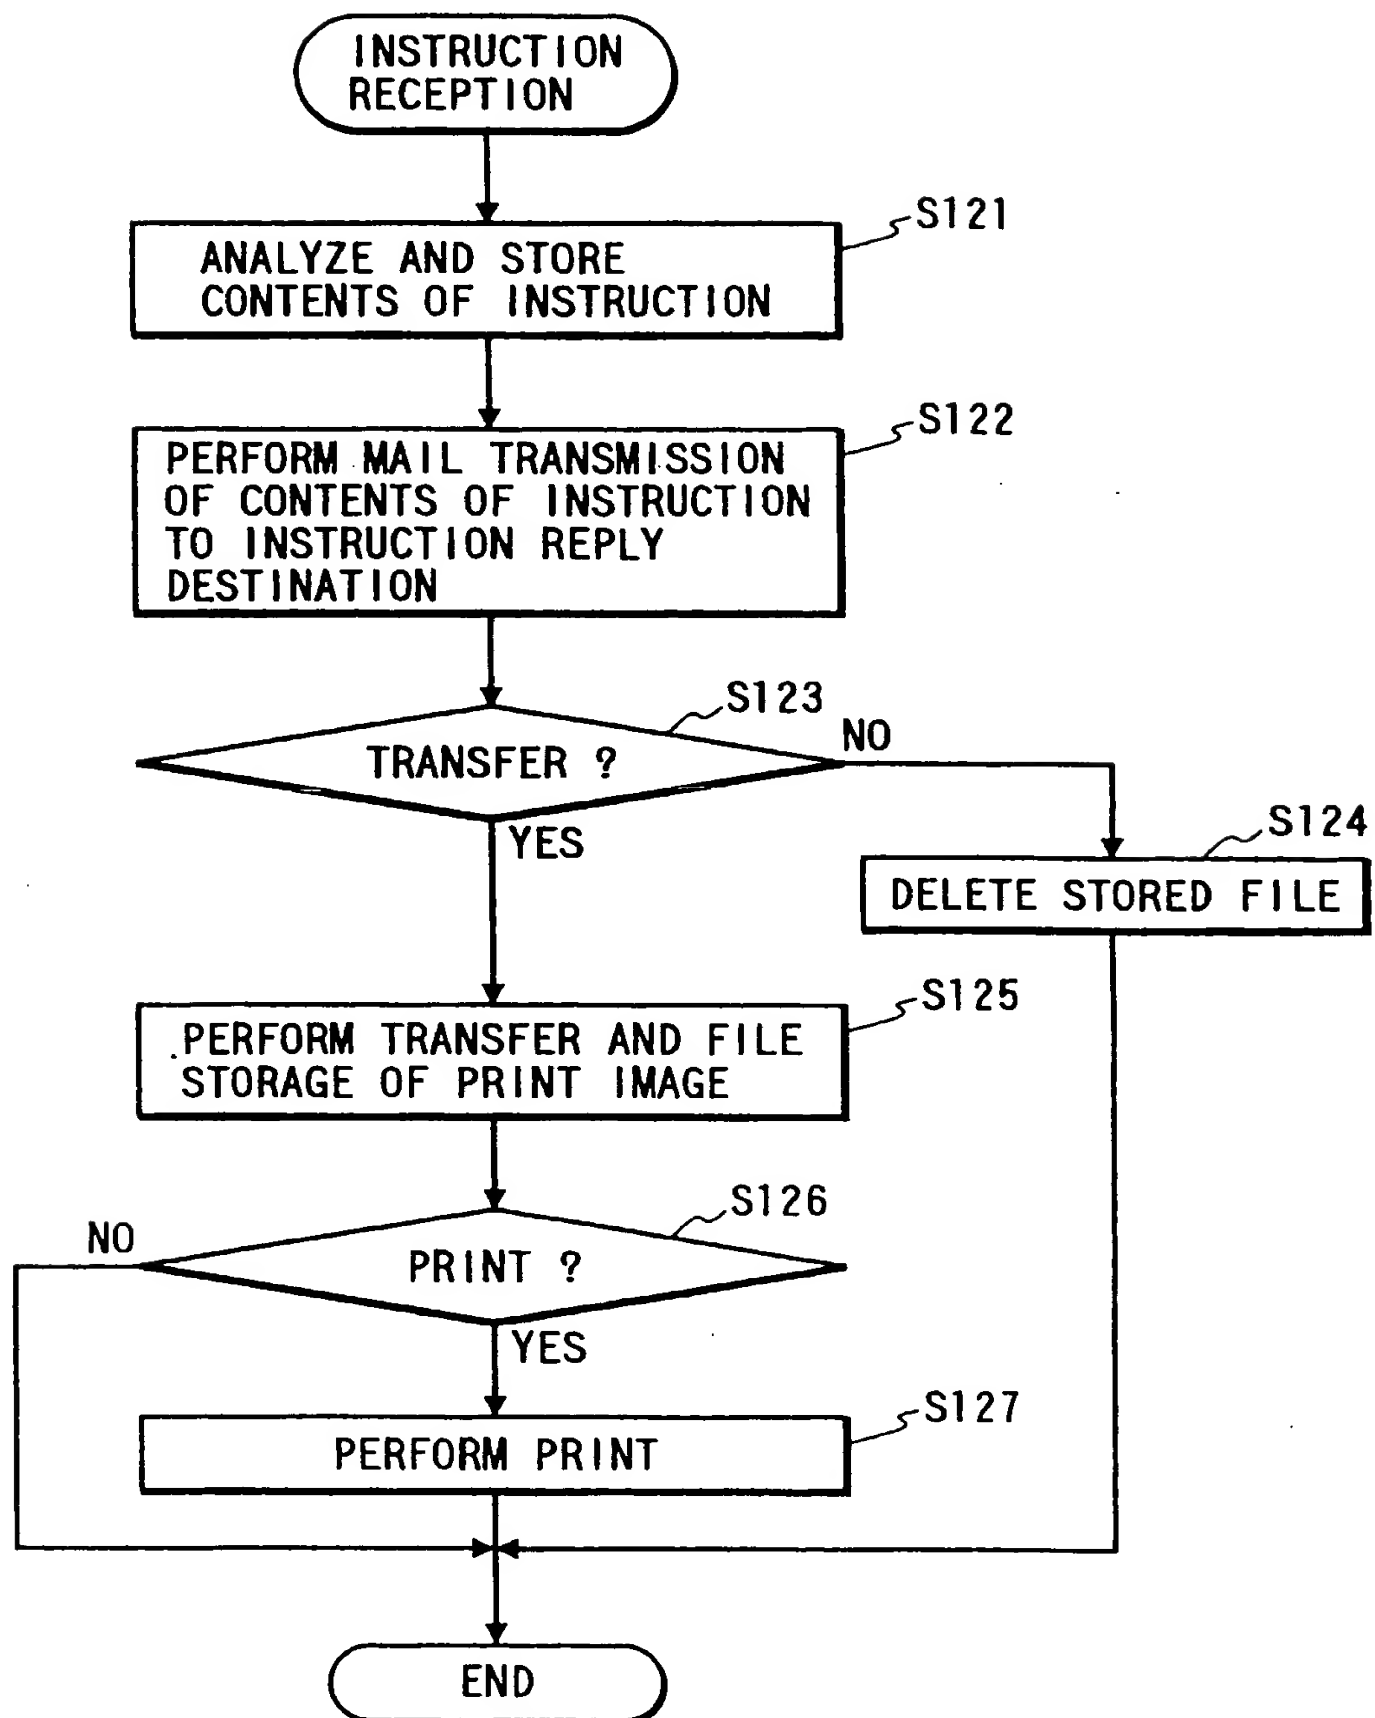 INSTRUCTION
RECEPTION
S121
ANALYZE AND STORE
CONTENTS OF INSTRUCTION
S122
PERFORM MAIL TRANSMISSION
OF CONTENTS OF INSTRUCTION
TO INSTRUCTION REPLY
DESTINATION
S123
TRANSFER ?
NO
YES
S124
DELETE STORED FILE
S125
PERFORM TRANSFER AND FILE
STORAGE OF PRINT IMAGE
S126
NO
PRINT ?
YES
S127
PERFORM PRINT
END